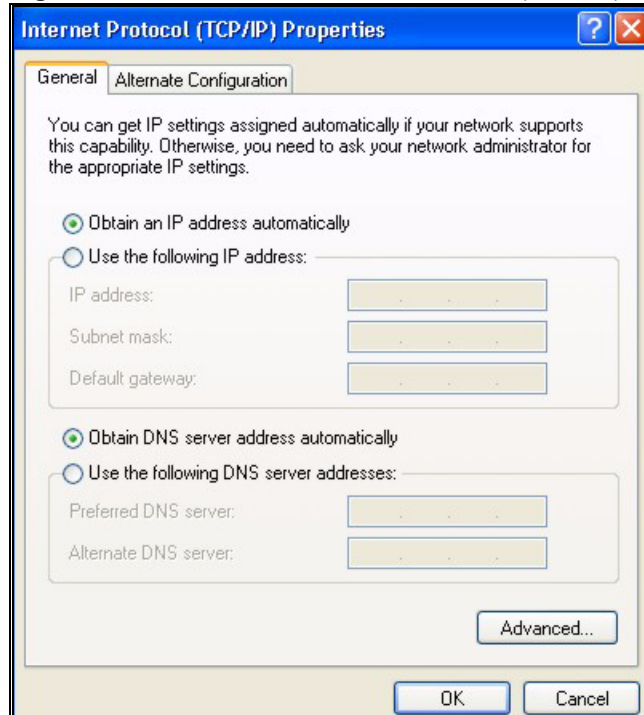 Internet Protocol (TCP/IP) Properties
General
Alternate Configuration
You can get IP settings assigned automatically if your network supports
this capability. Otherwise, you need to ask your network administrator for
the appropriate IP settings.
Obtain an IP address automatically
Use the following IP address:
IP address:
Subnet mask:
Default gateway:
Obtain DNS server address automatically
Use the following DNS server addresses:
Preferred DNS server:
Alternate DNS server:
Advanced...
OK
Cancel